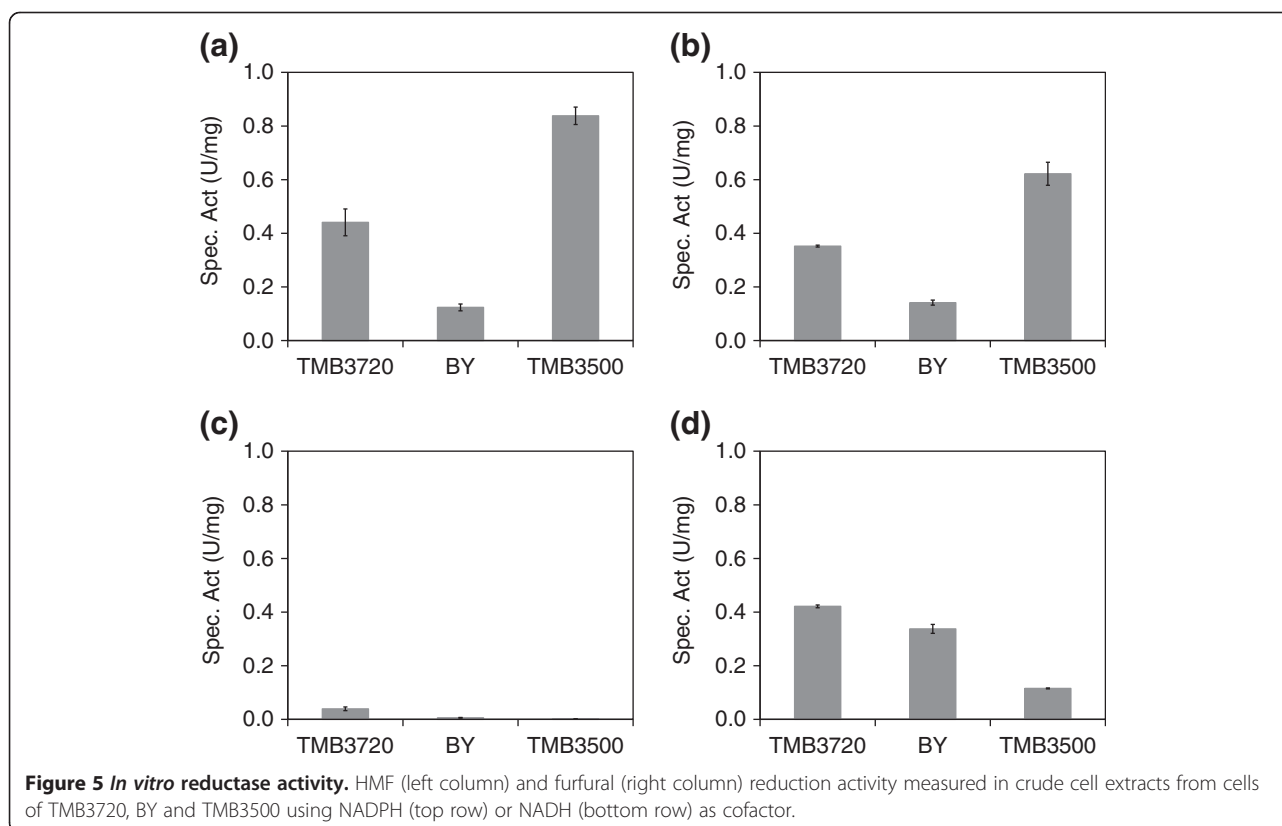 (a)
(b)
1.0
0.8
0.6
0.4
0.2
0.0
Spec. Act (U/mg)
TMB3720 BY TMB3500
1.0
0.8
0.6
0.4
0.2
0.0
Spec. Act (U/mg)
TMB3720 BY TMB3500
(c)
(d)
1.0
0.8
0.6
0.4
0.2
0.0
Spec. Act (U/mg)
TMB3720 BY TMB3500
1.0
0.8
0.6
0.4
0.2
0.0
Spec. Act (U/mg)
TMB3720 BY TMB3500
Figure 5 In vitro reductase activity. HMF (left column) and furfural (right column) reduction activity measured in crude cell extracts from cells
of TMB3720, BY and TMB3500 using NADPH (top row) or NADH (bottom row) as cofactor.